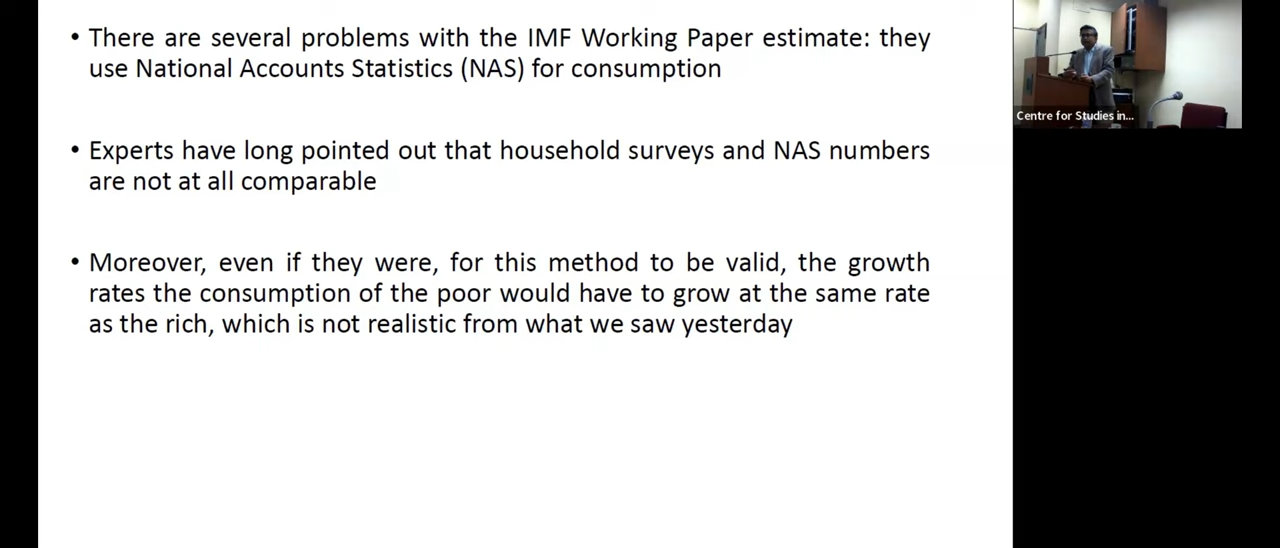 • There are several problems with the IMF Working Paper estimate: they
use National Accounts Statistics (NAS) for consumption
• Experts have long pointed out that household surveys and NAS numbers
are not at all comparable
• Moreover, even if they were, for this method to be valid, the growth
rates the consumption of the poor would have to grow at the same rate
as the rich, which is not realistic from what we saw yesterday
Centre for Studies in...